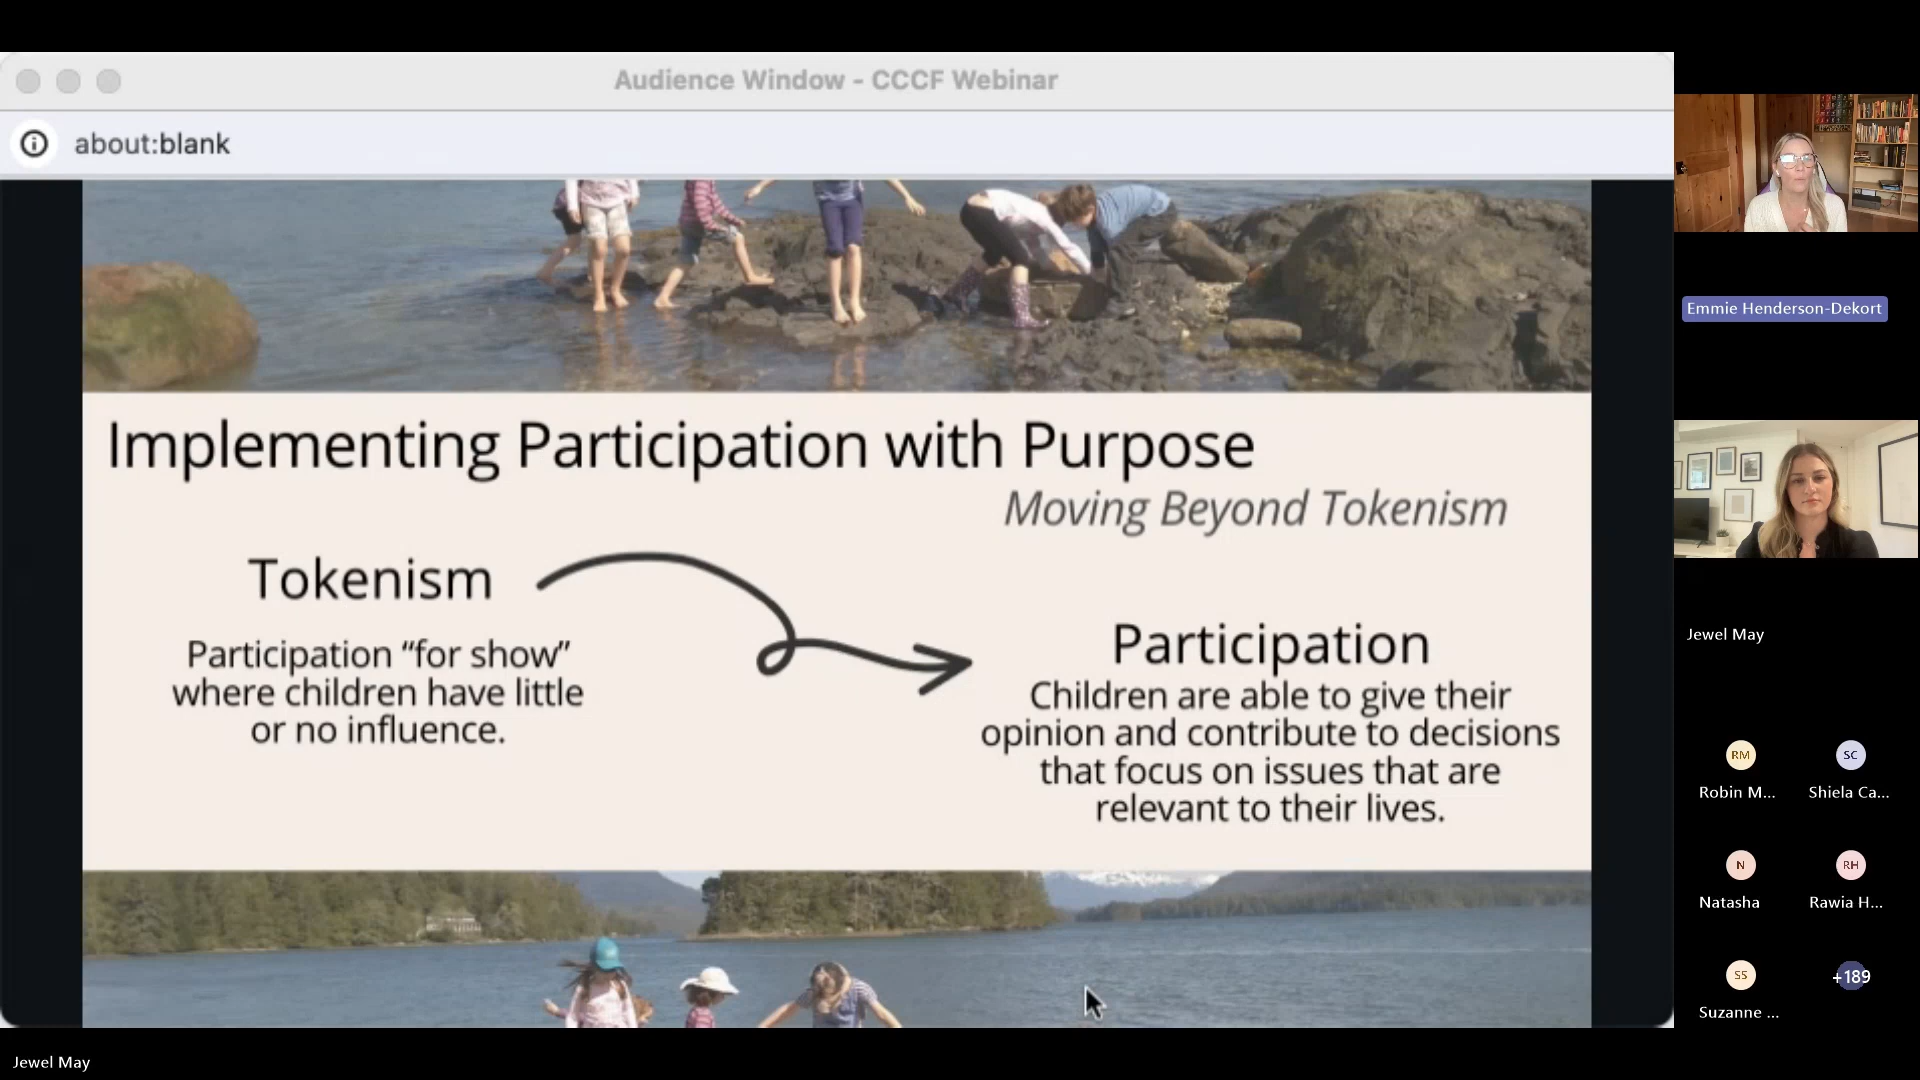 Audience Window - CCCF Webinar
about:blank
Implementing Participation with Purpose
Moving Beyond Tokenism
Tokenism
Participation “for show”
where children have little
or no influence.
Participation
Children are able to give their
opinion and contribute to decisions
that focus on issues that are
relevant to their lives.
Emmie Henderson-Dekort
Jewel May
RM
SC
Robin M...
Shiela Ca...
N
RH
Natasha
Rawia H...
SS
+189
Suzanne ...
Jewel May